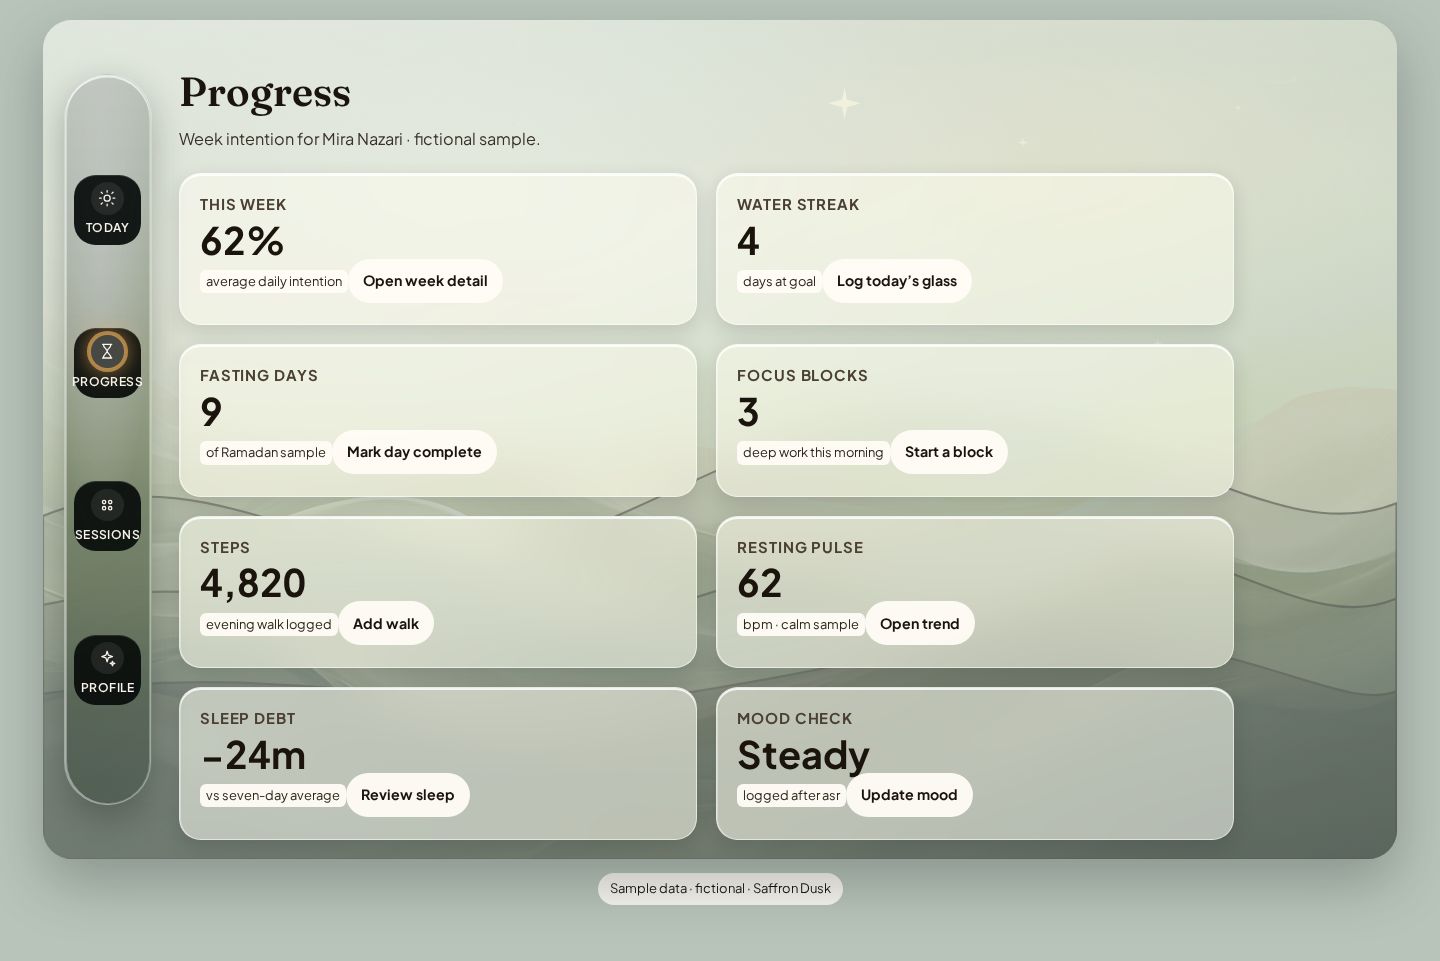 Progress
Week intention for Mira Nazari · fictional sample.
TODAY
PROGRESS
SESSIONS
PROFILE
THIS WEEK
62%
average daily intention
Open week detail
WATER STREAK
4
days at goal
Log today’s glass
FASTING DAYS
9
of Ramadan sample
Mark day complete
FOCUS BLOCKS
3
deep work this morning
Start a block
STEPS
4,820
evening walk logged
Add walk
RESTING PULSE
62
bpm · calm sample
Open trend
SLEEP DEBT
−24m
vs seven-day average
Review sleep
MOOD CHECK
Steady
logged after asr
Update mood
Sample data · fictional · Saffron Dusk